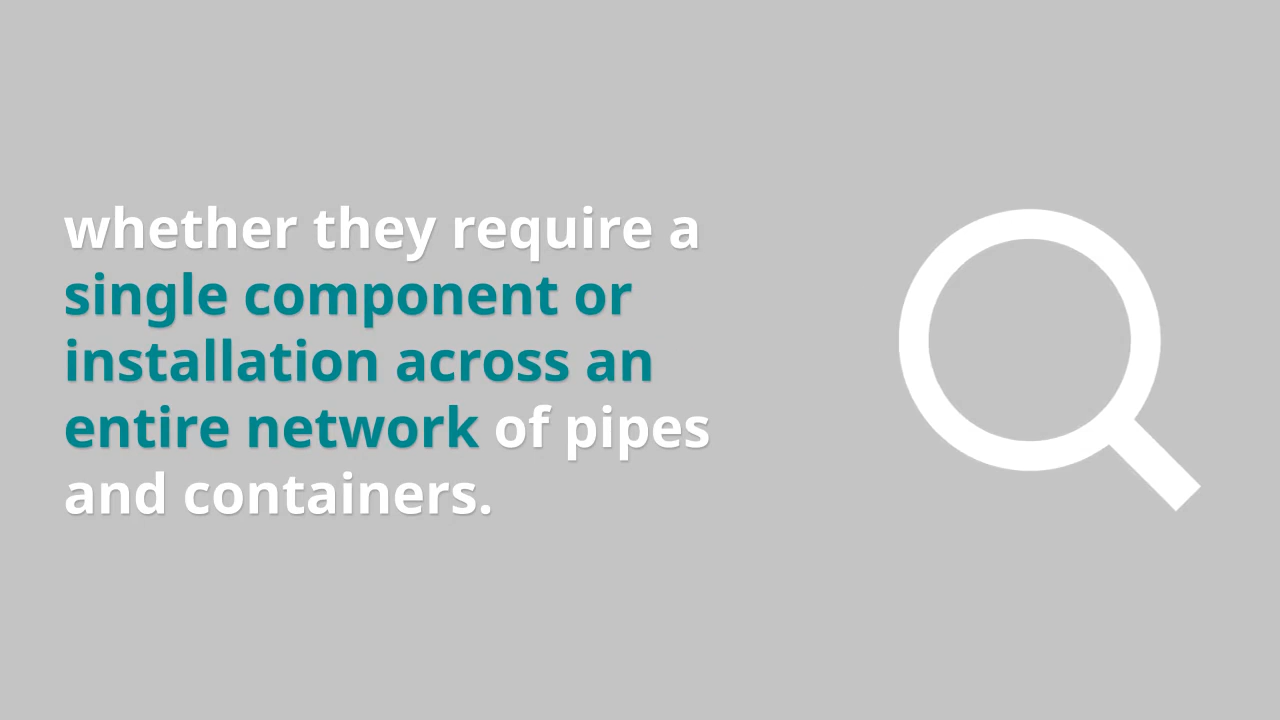 whether they require a
single component or
installation across an
entire network of pipes
and containers.